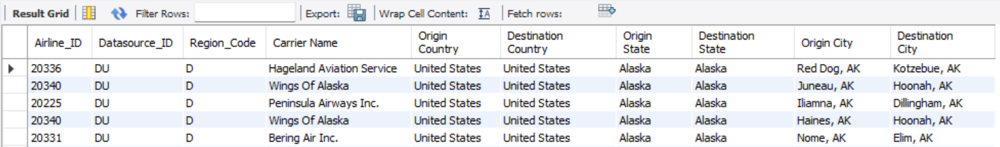 Result Grid Filter Rows: Export: Wrap Cell Content: IA Fetch rows:
Airline_ID Datasource_ID Region_Code Carrier Name Origin Country Destination Country Origin State Destination State Origin City Destination City
20336 DU D Hageland Aviation Service United States United States Alaska Alaska Red Dog, AK Kotzebue, AK
20340 DU D Wings Of Alaska United States United States Alaska Alaska Juneau, AK Hoonah, AK
20225 DU D Peninsula Airways Inc. United States United States Alaska Alaska Iliamna, AK Dillingham, AK
20340 DU D Wings Of Alaska United States United States Alaska Alaska Haines, AK Hoonah, AK
20331 DU D Bering Air Inc. United States United States Alaska Alaska Nome, AK Elim, AK